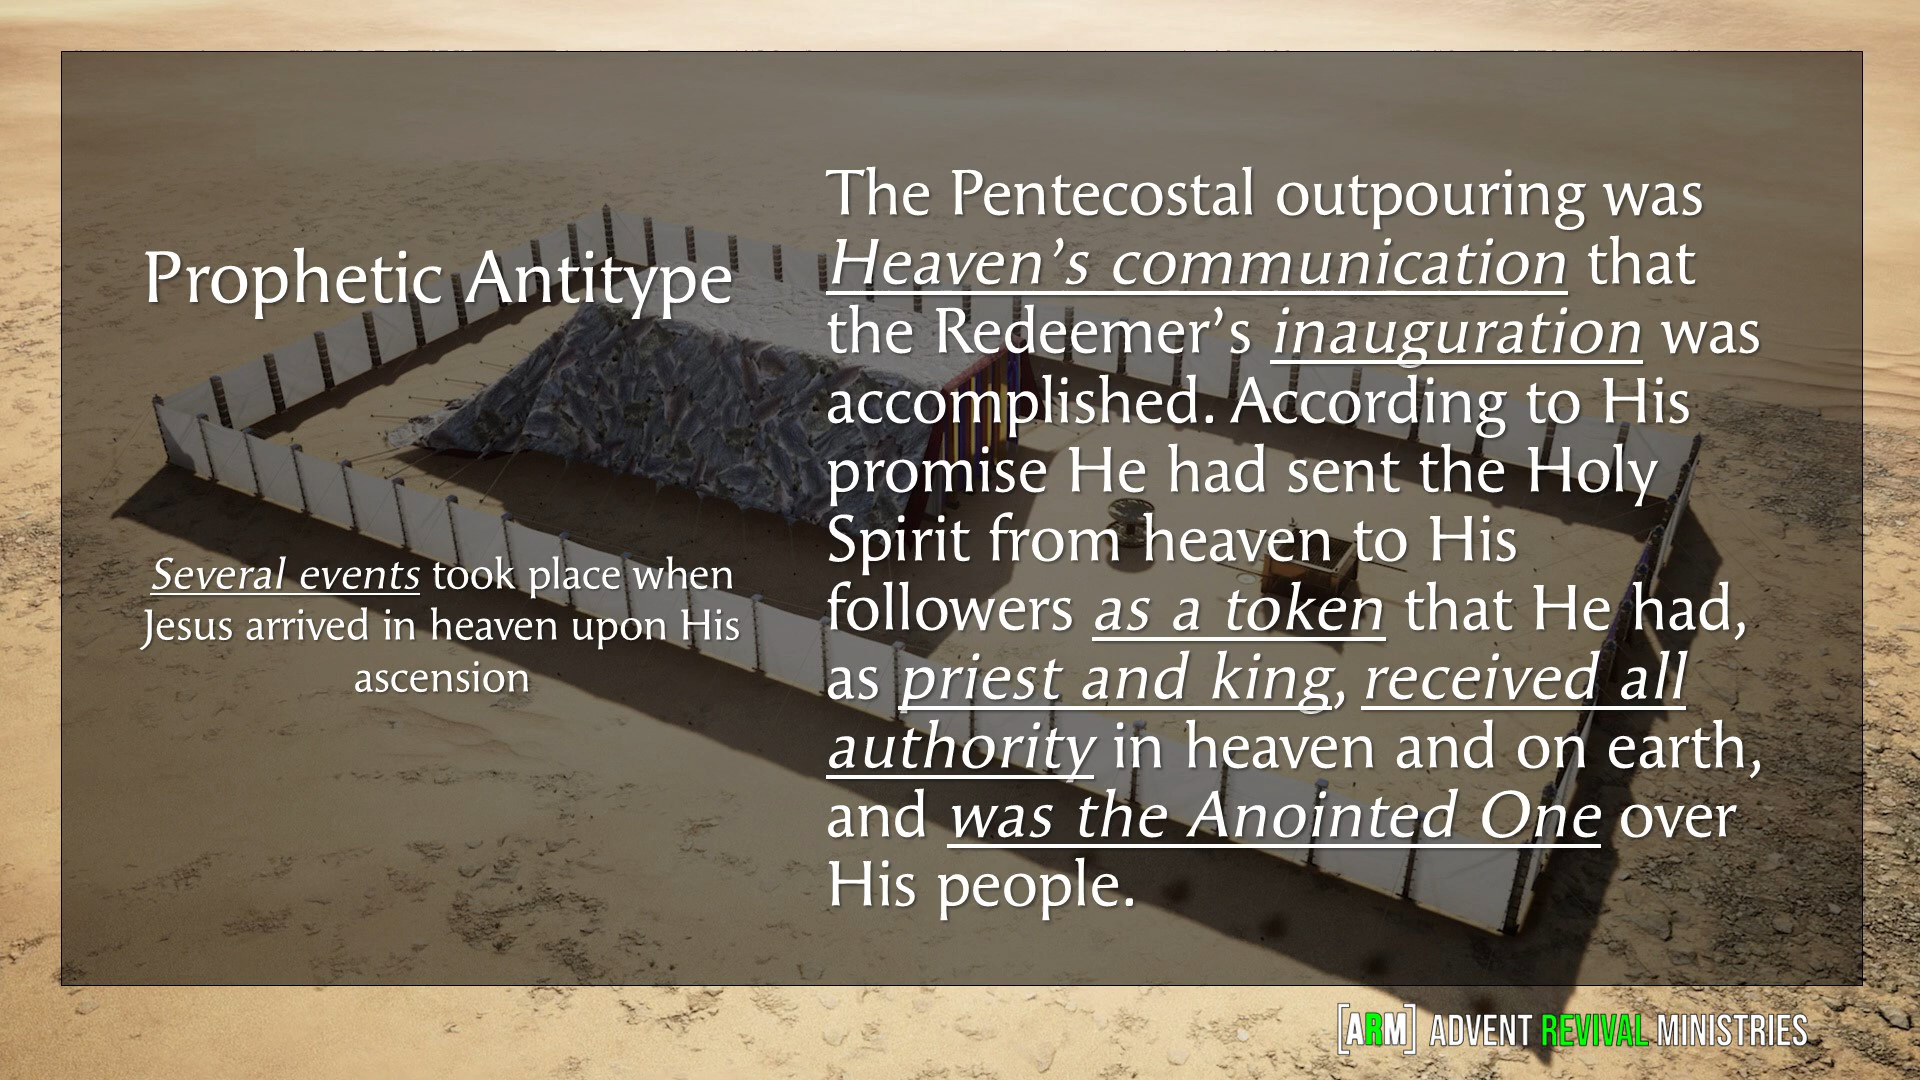 Prophetic Antitype
Several events took place when
Jesus arrived in heaven upon His
ascension
The Pentecostal outpouring was
Heaven’s communication that
the Redeemer’s inauguration was
accomplished. According to His
promise He had sent the Holy
Spirit from heaven to His
followers as a token that He had,
as priest and king, received all
authority in heaven and on earth,
and was the Anointed One over
His people.
[ARM] ADVENT REVIVAL MINISTRIES